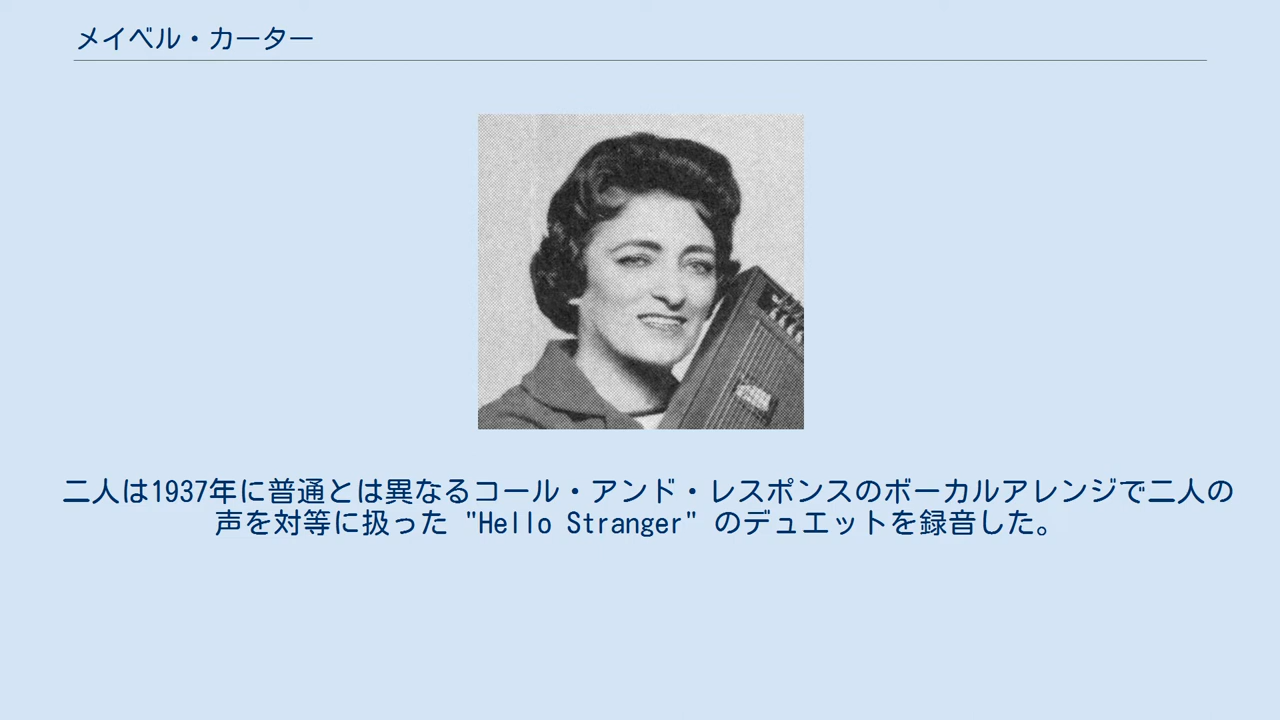 メイベル・カーター
二人は1937年に普通とは異なるコール・アンド・レスポンスのボーカルアレンジで二人の
声を対等に扱った "Hello Stranger" のデュエットを録音した。